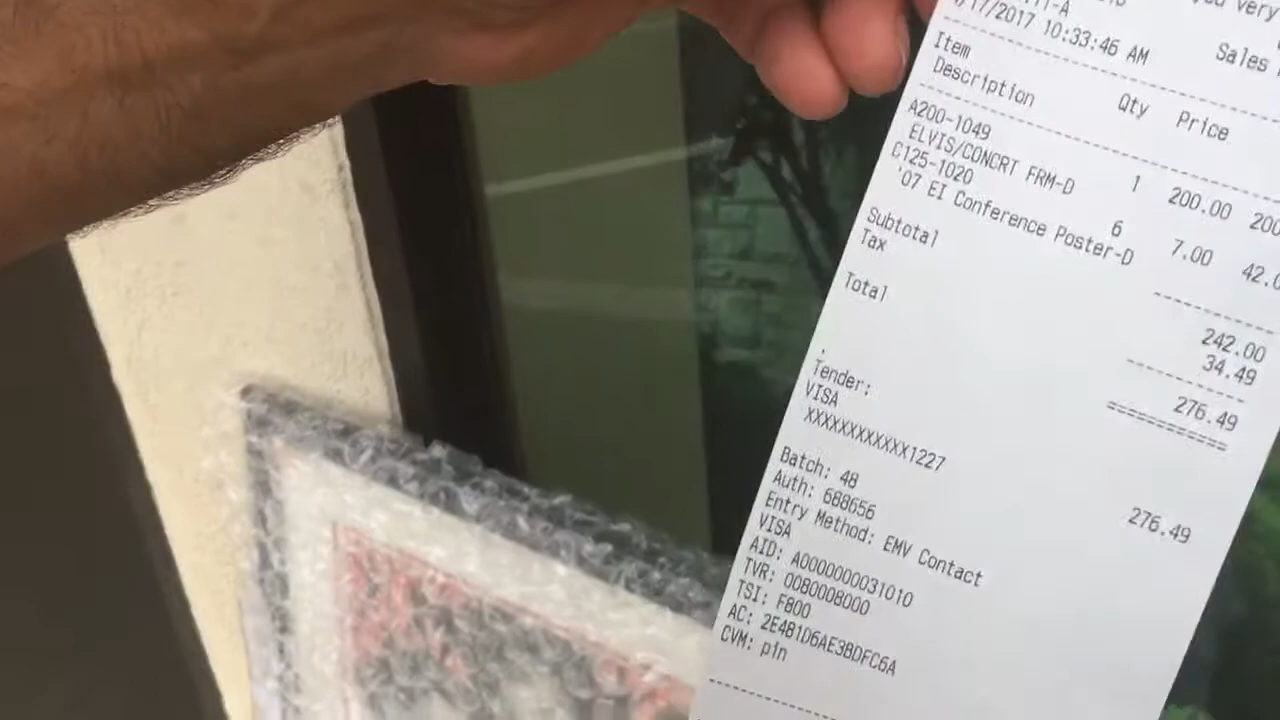 11-A
/17/2017 10:33:46 AM
Sales
Item
Description Qty Price
A200-1049
ELVIS/CONCRT FRM-D 1 200.00 200
C125-1020
'07 EI Conference Poster-D 6 7.00 42.0
Subtotal 242.00
Tax 34.49
Total 276.49
.
Tender:
VISA 276.49
XXXXXXXXXXXX1227
Batch: 48
Auth: 688656
Entry Method: EMV Contact
VISA
AID: A0000000031010
TVR: 0080008000
TSI: F800
AC: 2E481D6AE3BDFC6A
CVM: pin